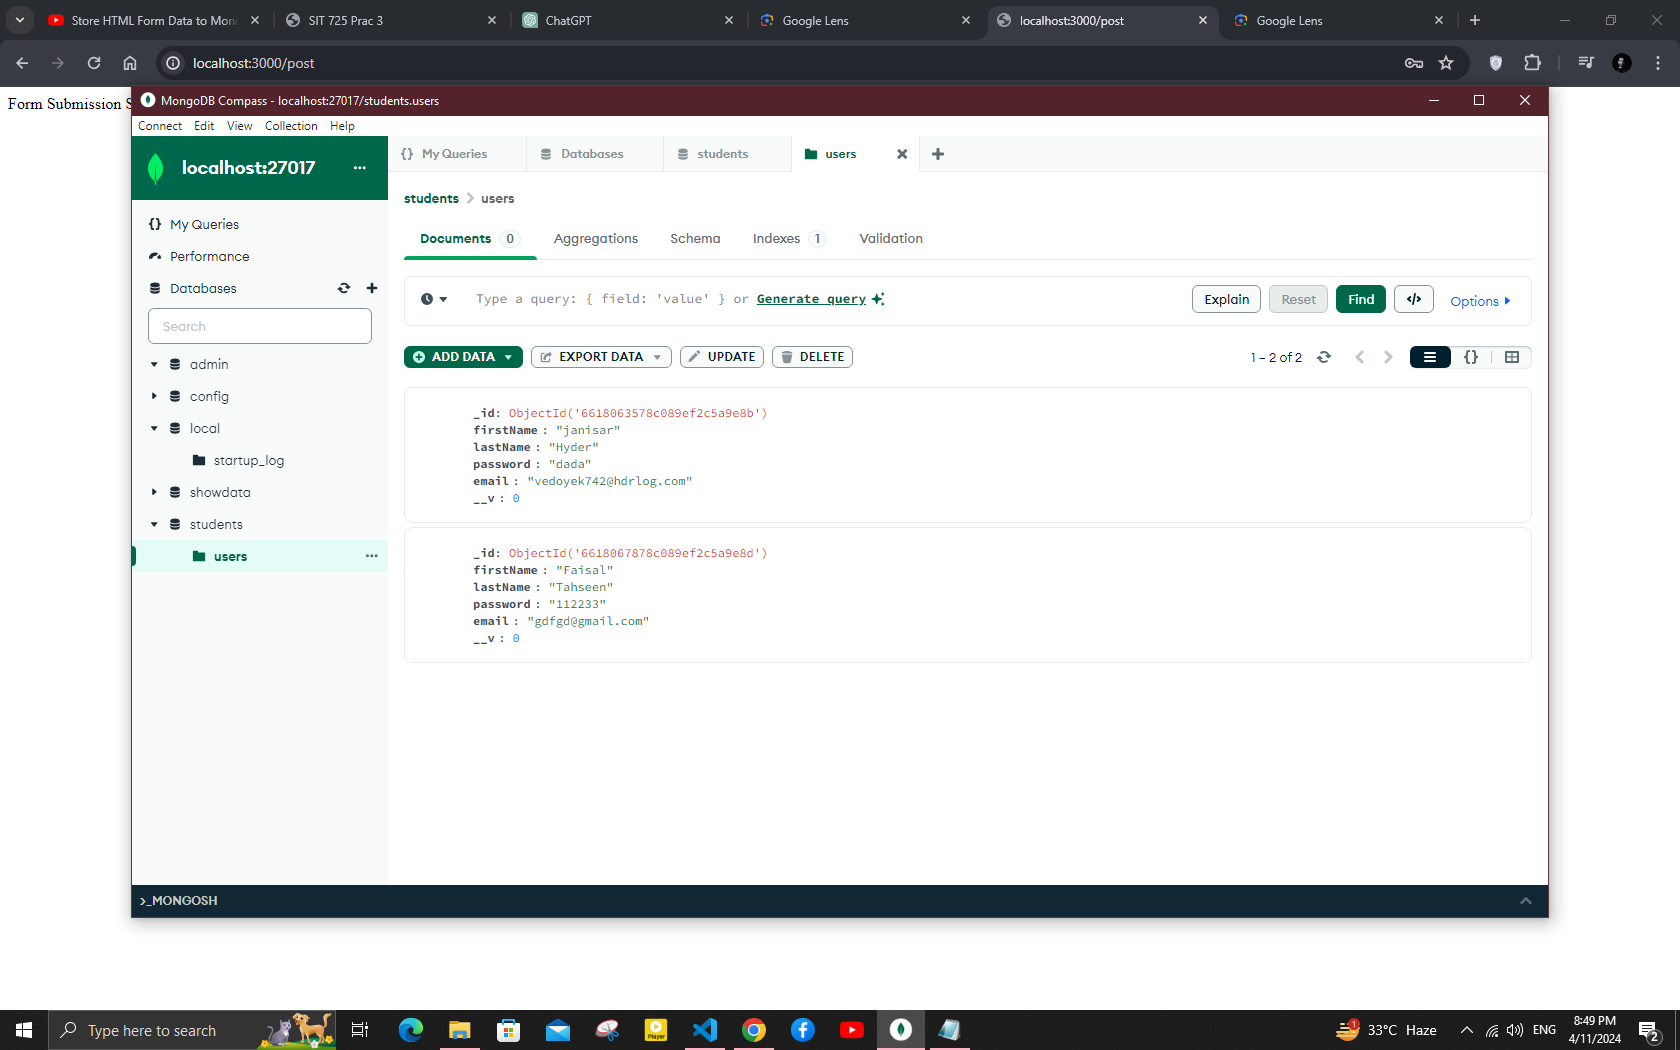 Store HTML Form Data to Mon
SIT 725 Prac 3
ChatGPT
Google Lens
localhost:3000/post
Google Lens
localhost:3000/post
Form Submission S
MongoDB Compass - localhost:27017/students.users
Connect Edit View Collection Help
localhost:27017 ...
My Queries
Databases
students
users
{} My Queries
Performance
Databases
Search
admin
config
local
startup_log
showdata
students
users ...
students > users
Documents 0
Aggregations
Schema
Indexes 1
Validation
Type a query: { field: 'value' } or Generate query
Explain
Reset
Find
</>
Options
ADD DATA
EXPORT DATA
UPDATE
DELETE
1 – 2 of 2
{}
_id: ObjectId('6618063578c089ef2c5a9e8b')
firstName : "janisar"
lastName : "Hyder"
password : "dada"
email : "vedoyek742@hdrlog.com"
__v : 0
_id: ObjectId('6618067878c089ef2c5a9e8d')
firstName : "Faisal"
lastName : "Tahseen"
password : "112233"
email : "gdfgd@gmail.com"
__v : 0
>_MONGOSH
Type here to search
Player
1
33°C Haze
ENG
8:49 PM
4/11/2024
2